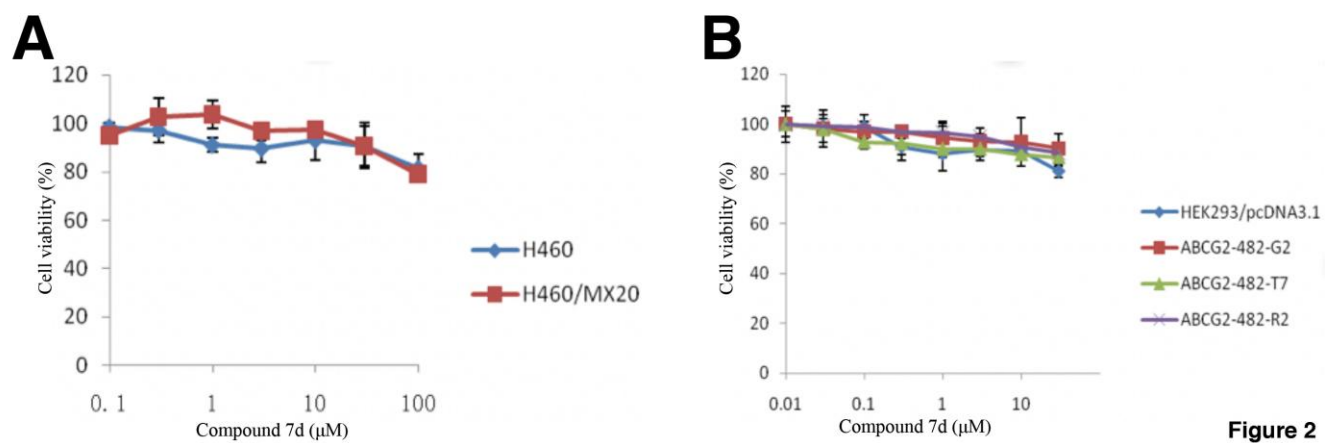 A
B
120
100
80
60
40
20
0
Cell viability (%)
0.1 1 10 100
Compound 7d (μM)
H460
H460/MX20
120
100
80
60
40
20
0
Cell viability (%)
0.01 0.1 1 10
Compound 7d (μM)
HEK293/pcDNA3.1
ABCG2-482-G2
ABCG2-482-T7
ABCG2-482-R2
Figure 2